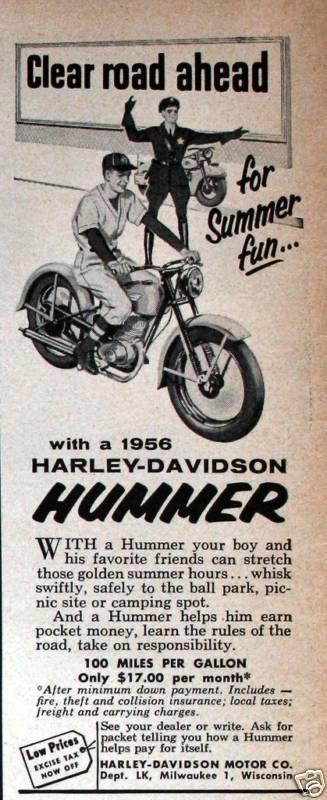 Clear road ahead
for
Summer
fun...
with a 1956
HARLEY-DAVIDSON
HUMMER
WITH a Hummer your boy and
his favorite friends can stretch
those golden summer hours...whisk
swiftly, safely to the ball park, pic-
nic site or camping spot.
And a Hummer helps him earn
pocket money, learn the rules of the
road, take on responsibility.
100 MILES PER GALLON
Only $17.00 per month*
*After minimum down payment. Includes —
fire, theft and collision insurance; local taxes;
freight and carrying charges.
Low Prices
EXCISE TAX
NOW OFF
See your dealer or write. Ask for
packet telling you how a Hummer
helps pay for itself.
HARLEY-DAVIDSON MOTOR CO.
Dept. LK, Milwaukee 1, Wisconsin